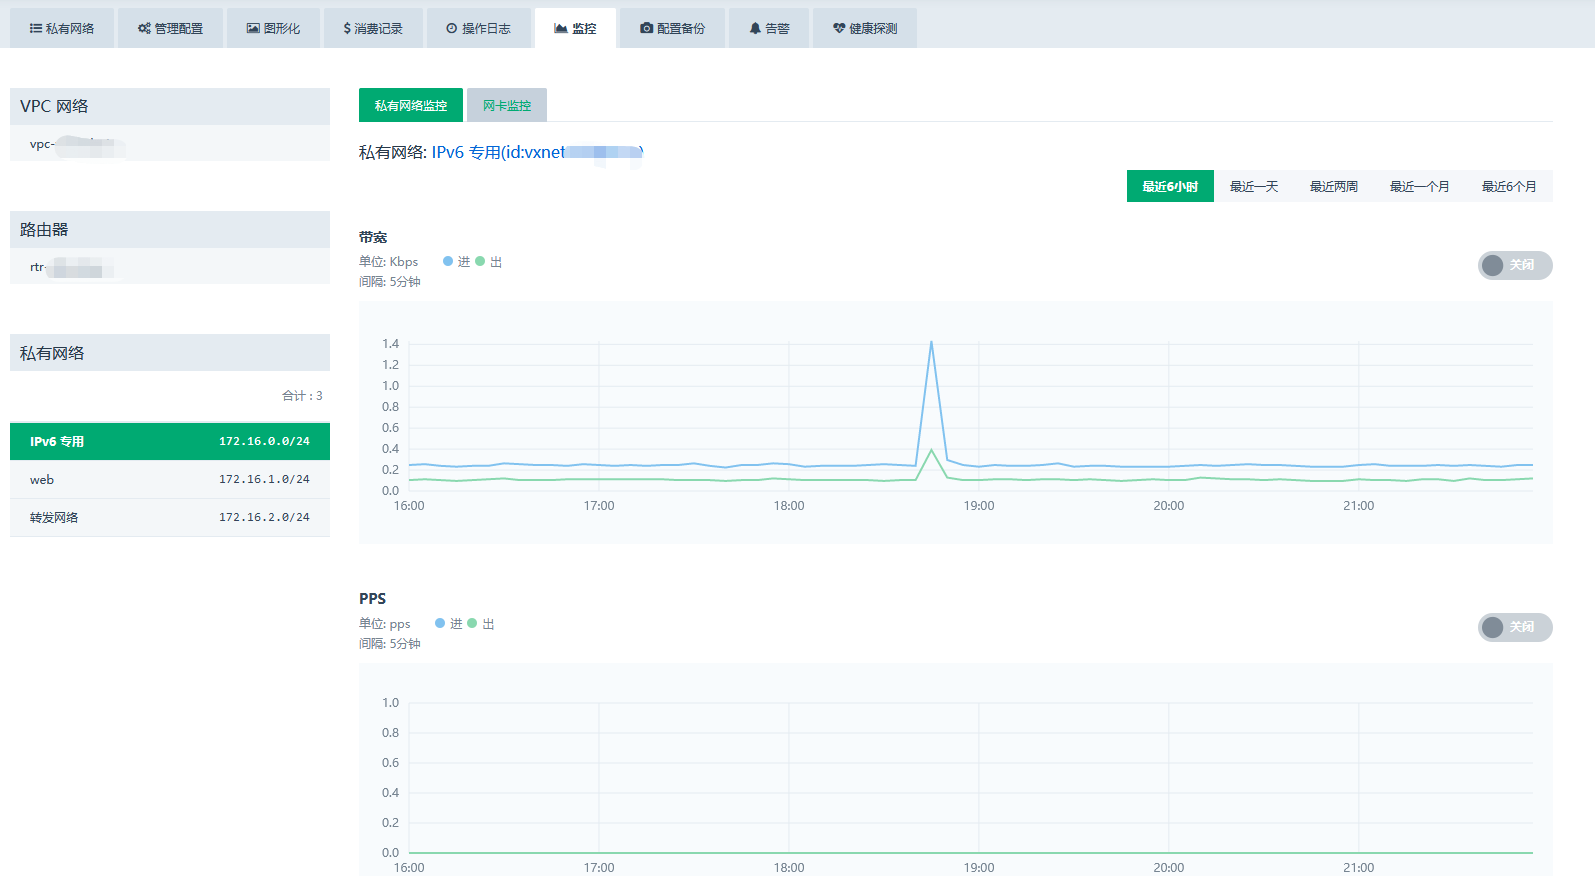 私有网络 管理配置 图形化 消费记录 操作日志 监控 配置备份 告警 健康探测
VPC 网络
vpc-
路由器
rtr-
私有网络
合计 : 3
IPv6 专用 172.16.0.0/24
web 172.16.1.0/24
转发网络 172.16.2.0/24
私有网络监控 网卡监控
私有网络: IPv6 专用(id:vxnet
最近6小时 最近一天 最近两周 最近一个月 最近6个月
带宽
单位: Kbps 进 出
间隔: 5分钟
关闭
1.4
1.2
1.0
0.8
0.6
0.4
0.2
0.0
16:00 17:00 18:00 19:00 20:00 21:00
PPS
单位: pps 进 出
间隔: 5分钟
关闭
1.0
0.8
0.6
0.4
0.2
0.0
16:00 17:00 18:00 19:00 20:00 21:00